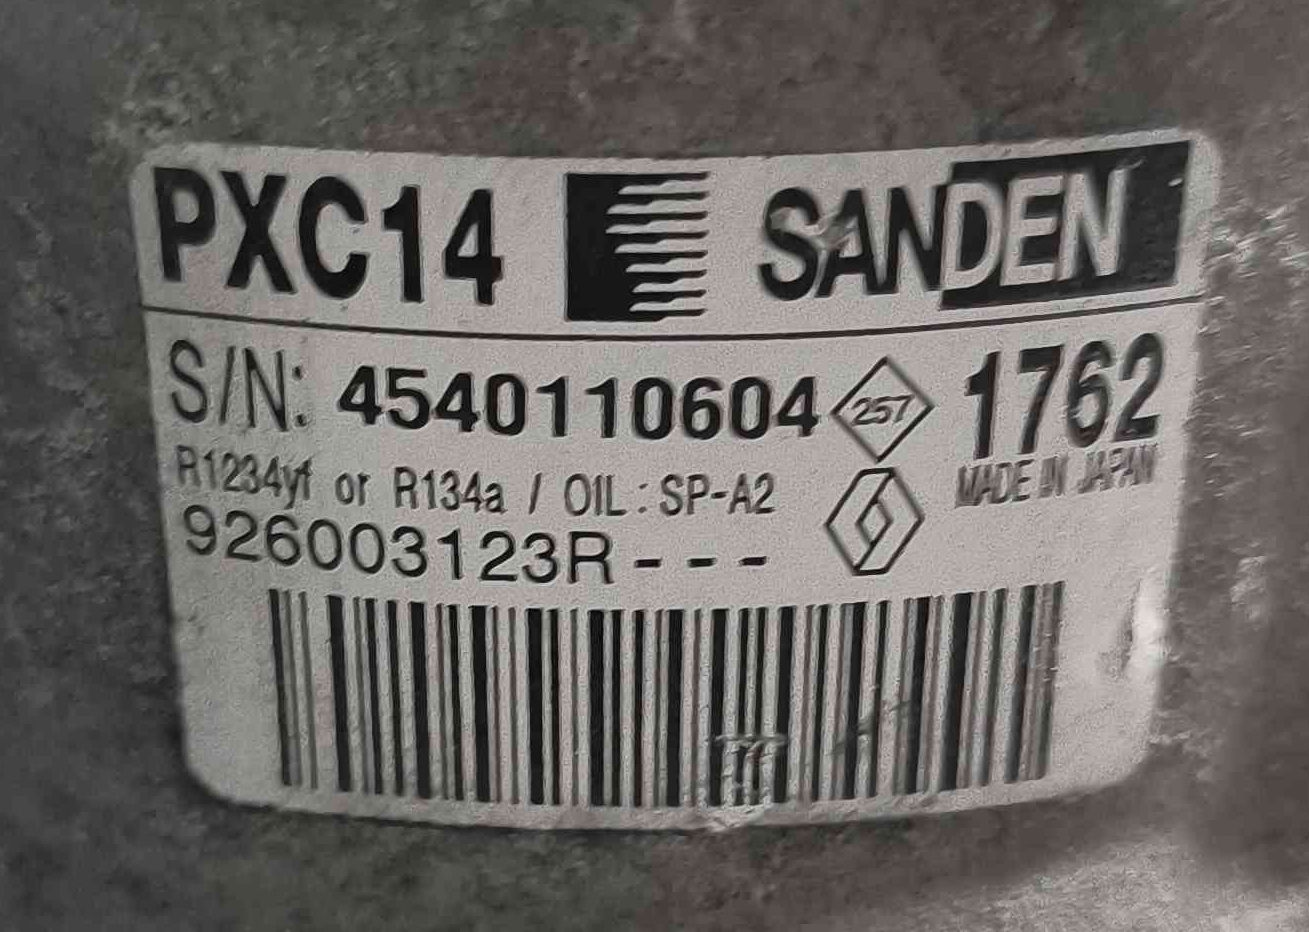 PXC14 SANDEN
S/N: 4540110604 257 1762
R1234yf or R134a / OIL : SP-A2 MADE IN JAPAN
926003123R---